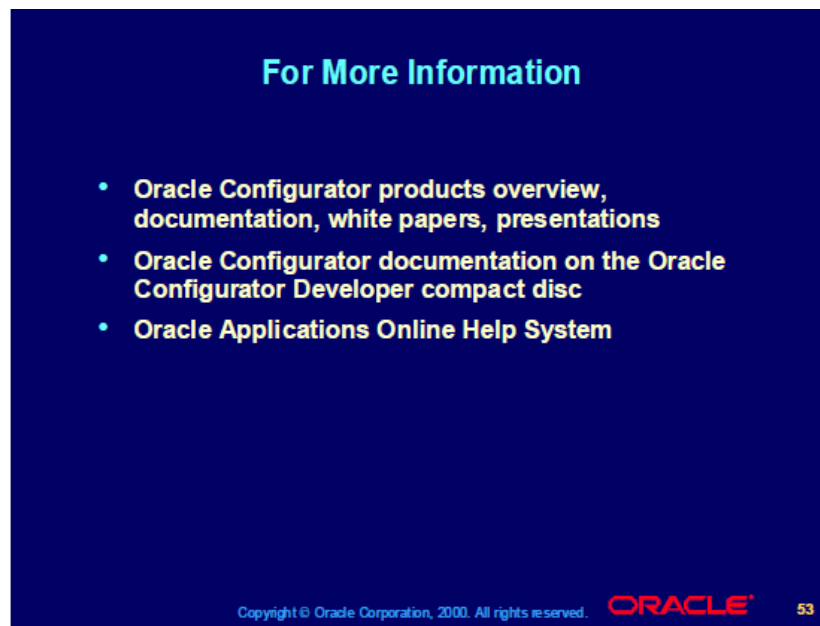 For More Information
• Oracle Configurator products overview,
documentation, white papers, presentations
• Oracle Configurator documentation on the Oracle
Configurator Developer compact disc
• Oracle Applications Online Help System
Copyright © Oracle Corporation, 2000. All rights reserved. ORACLE® 53